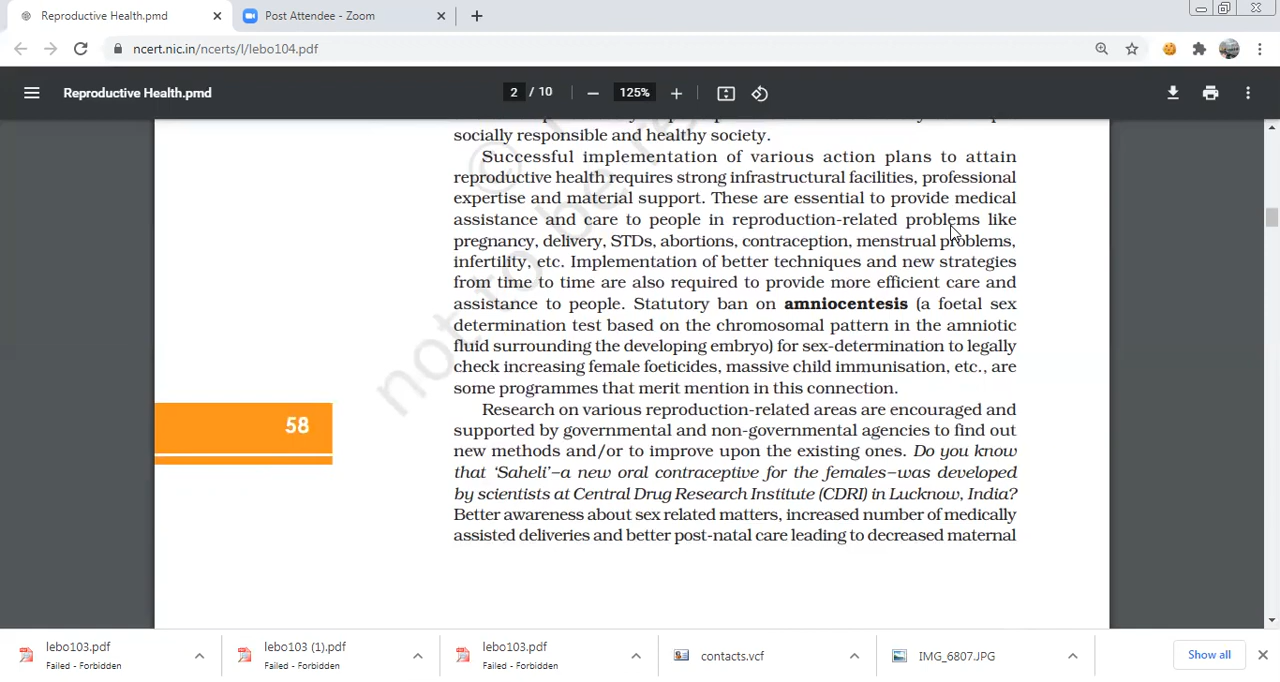 Reproductive Health.pmd
Post Attendee - Zoom
ncert.nic.in/ncerts/l/lebo104.pdf
Reproductive Health.pmd
2 / 10
125%
socially responsible and healthy society.
Successful implementation of various action plans to attain
reproductive health requires strong infrastructural facilities, professional
expertise and material support. These are essential to provide medical
assistance and care to people in reproduction-related problems like
pregnancy, delivery, STDs, abortions, contraception, menstrual problems,
infertility, etc. Implementation of better techniques and new strategies
from time to time are also required to provide more efficient care and
assistance to people. Statutory ban on amniocentesis (a foetal sex
determination test based on the chromosomal pattern in the amniotic
fluid surrounding the developing embryo) for sex-determination to legally
check increasing female foeticides, massive child immunisation, etc., are
some programmes that merit mention in this connection.
58
Research on various reproduction-related areas are encouraged and
supported by governmental and non-governmental agencies to find out
new methods and/or to improve upon the existing ones. Do you know
that ‘Saheli’–a new oral contraceptive for the females–was developed
by scientists at Central Drug Research Institute (CDRI) in Lucknow, India?
Better awareness about sex related matters, increased number of medically
assisted deliveries and better post-natal care leading to decreased maternal
©
not to be
lebo103.pdf
Failed - Forbidden
lebo103 (1).pdf
Failed - Forbidden
lebo103.pdf
Failed - Forbidden
contacts.vcf
IMG_6807.JPG
Show all